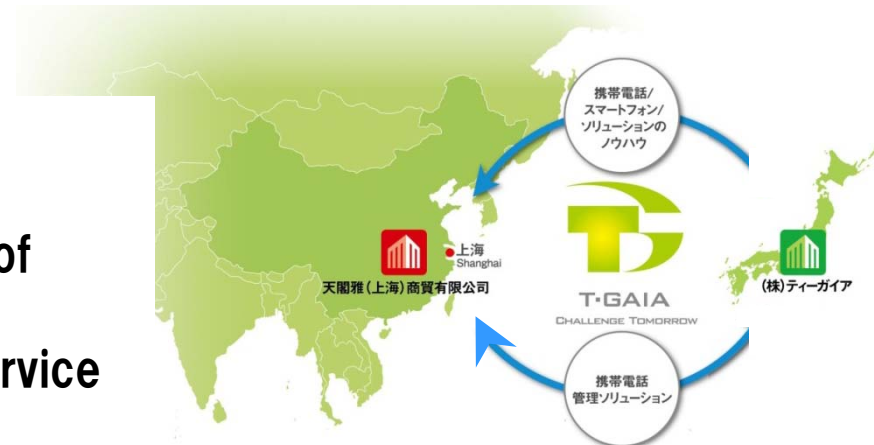 of
rvice
携帯電話/
スマートフォン/
ソリューションの
ノウハウ
上海
Shanghai
天閣雅(上海)商貿有限公司
T・GAIA
CHALLENGE TOMORROW
(株)ティーガイア
携帯電話
管理ソリューション